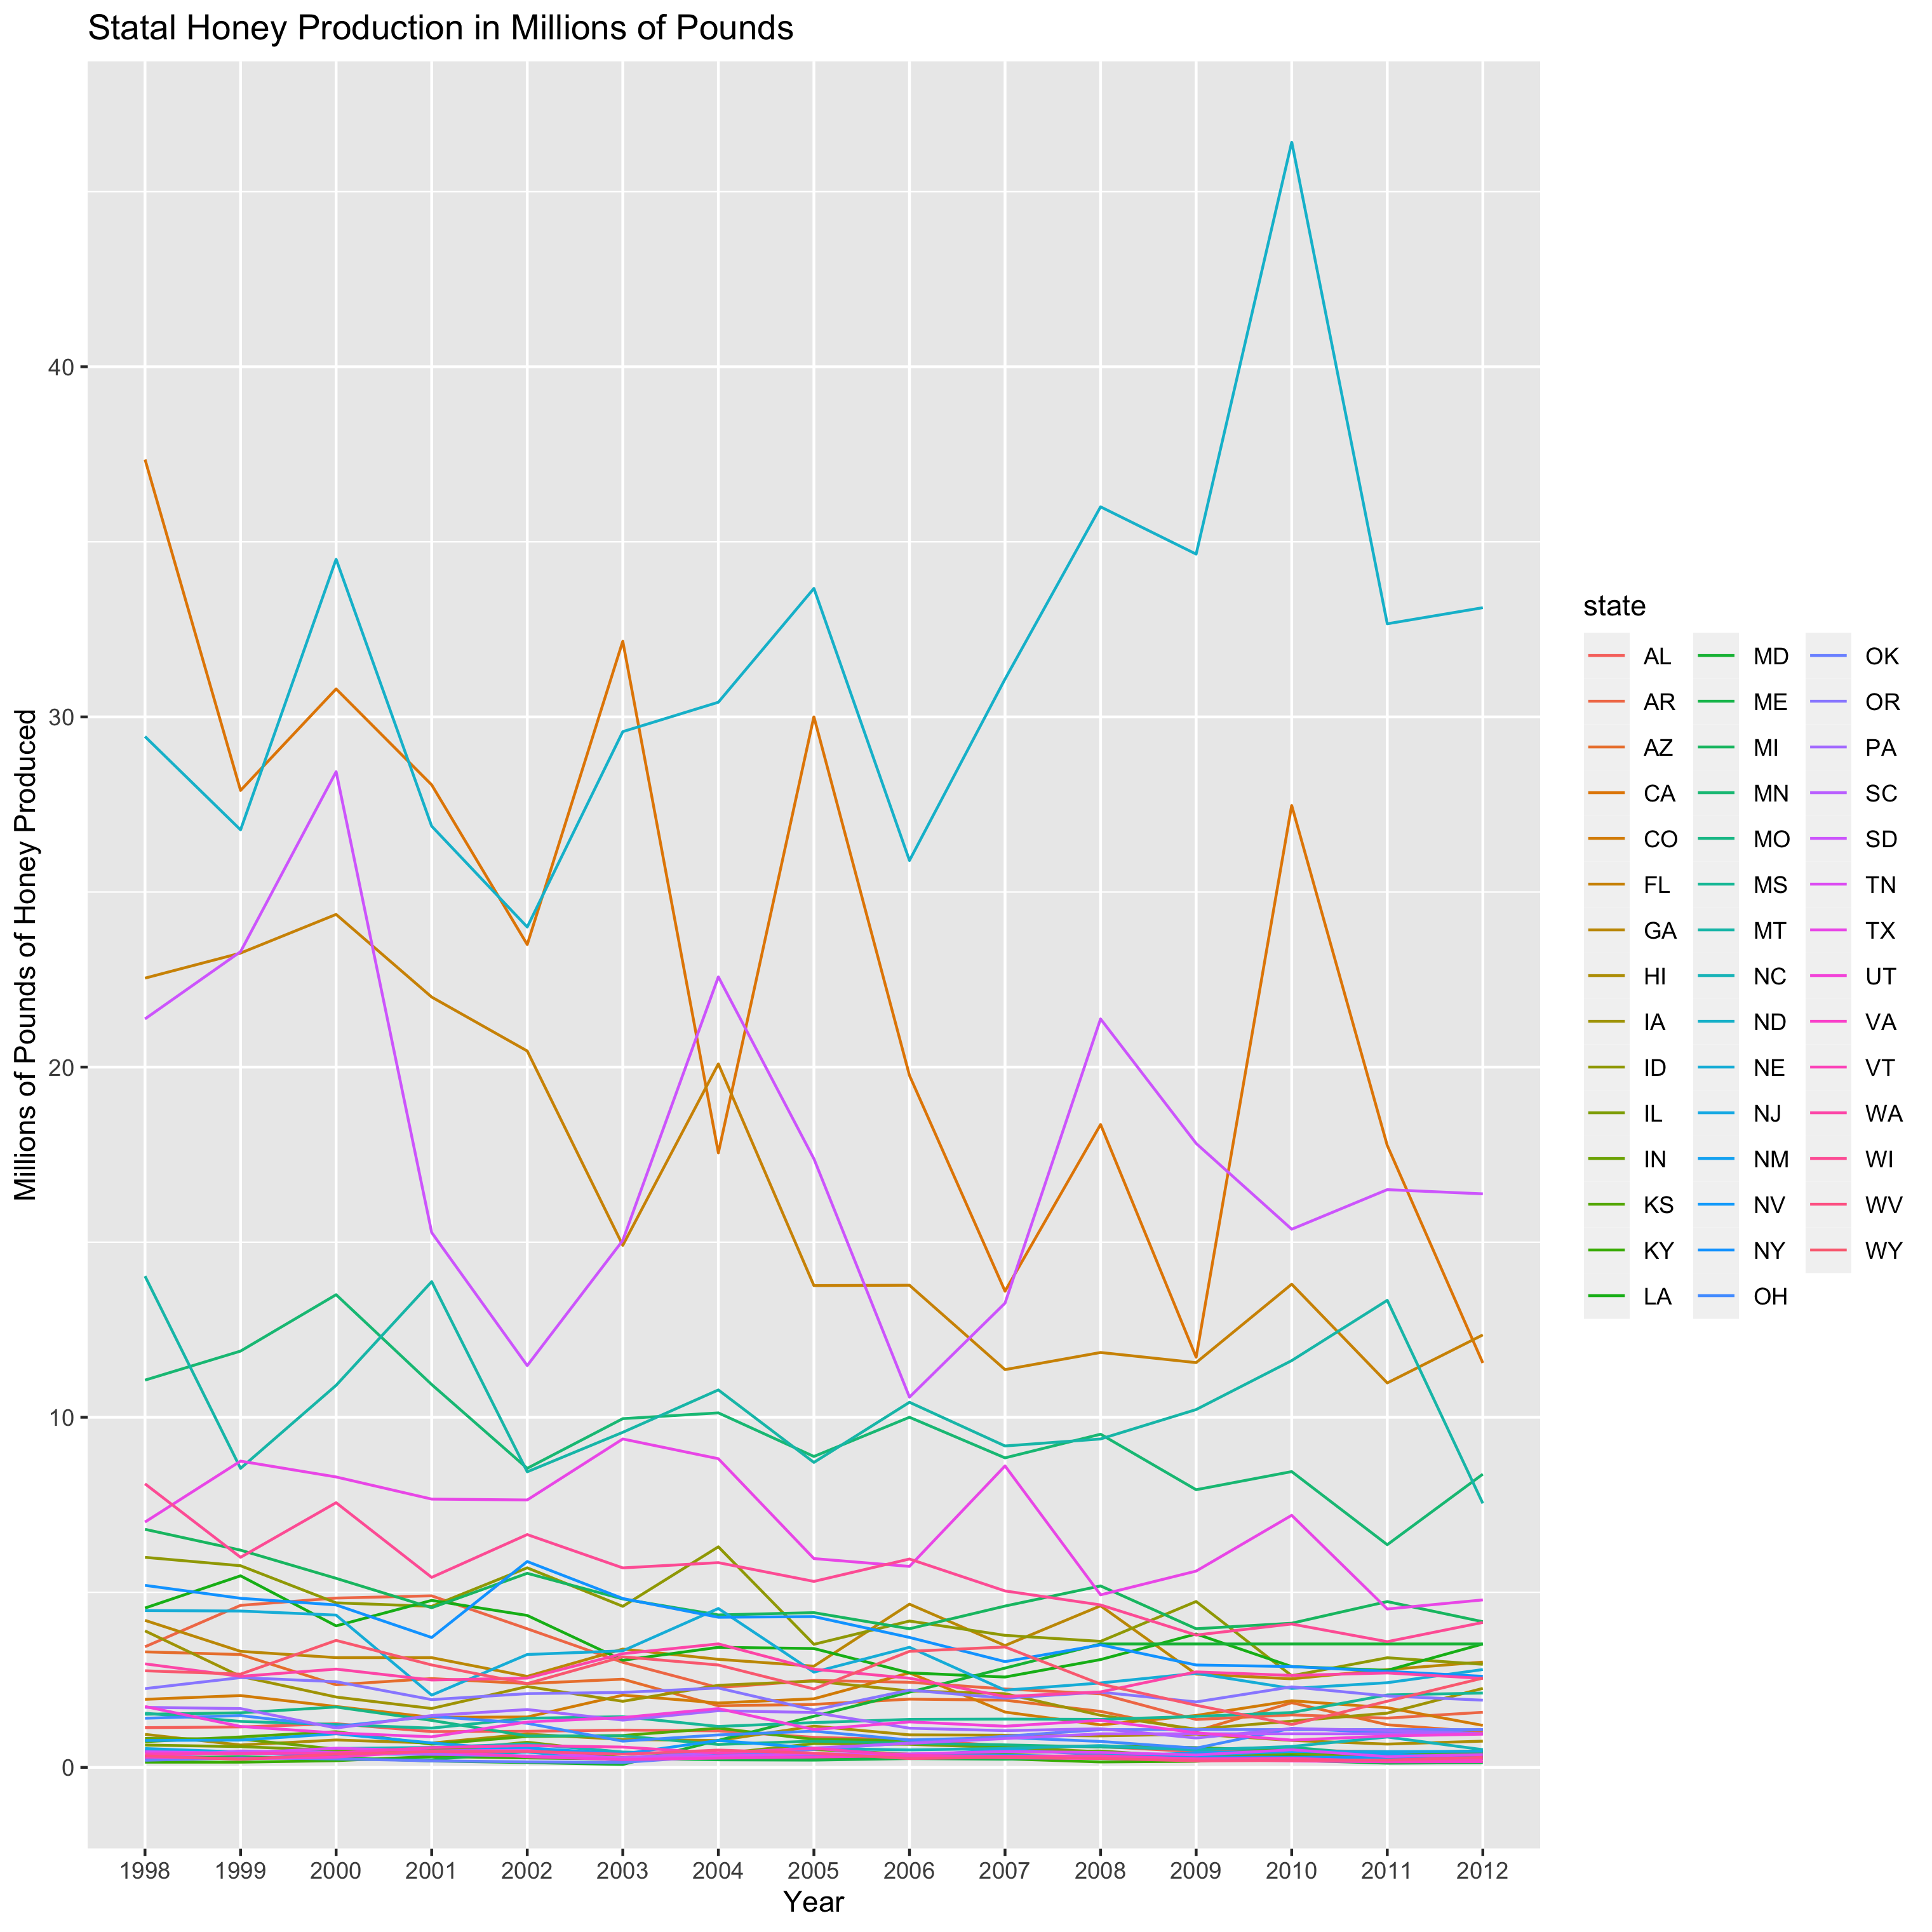 Statal Honey Production in Millions of Pounds
Millions of Pounds of Honey Produced
40
30
20
10
0
1998 1999 2000 2001 2002 2003 2004 2005 2006 2007 2008 2009 2010 2011 2012
Year
state
AL MD OK
AR ME OR
AZ MI PA
CA MN SC
CO MO SD
FL MS TN
GA MT TX
HI NC UT
IA ND VA
ID NE VT
IL NJ WA
IN NM WI
KS NV WV
KY NY WY
LA OH